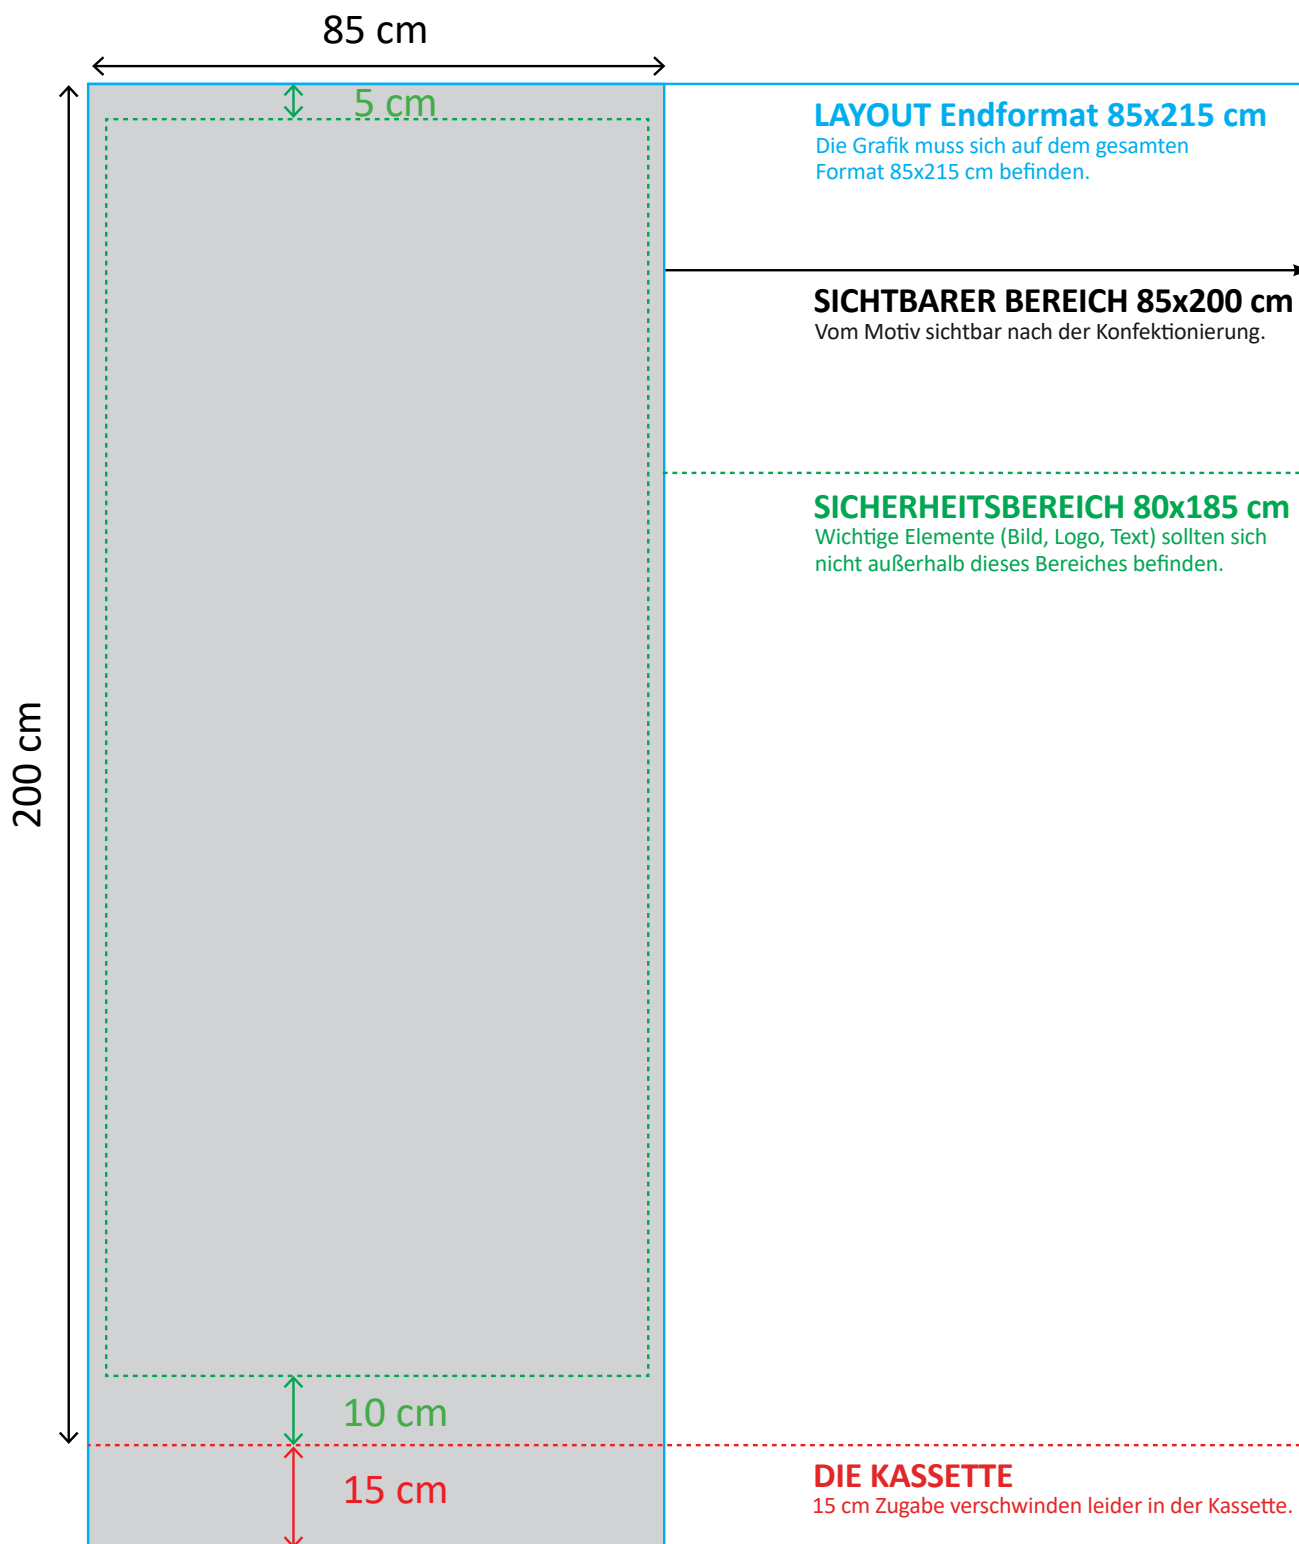 85 cm
5 cm
LAYOUT Endformat 85x215 cm
Die Grafik muss sich auf dem gesamten
Format 85x215 cm befinden.
SICHTBARER BEREICH 85x200 cm
Vom Motiv sichtbar nach der Konfektionierung.
SICHERHEITSBEREICH 80x185 cm
Wichtige Elemente (Bild, Logo, Text) sollten sich
nicht außerhalb dieses Bereiches befinden.
200 cm
10 cm
15 cm
DIE KASSETTE
15 cm Zugabe verschwinden leider in der Kassette.